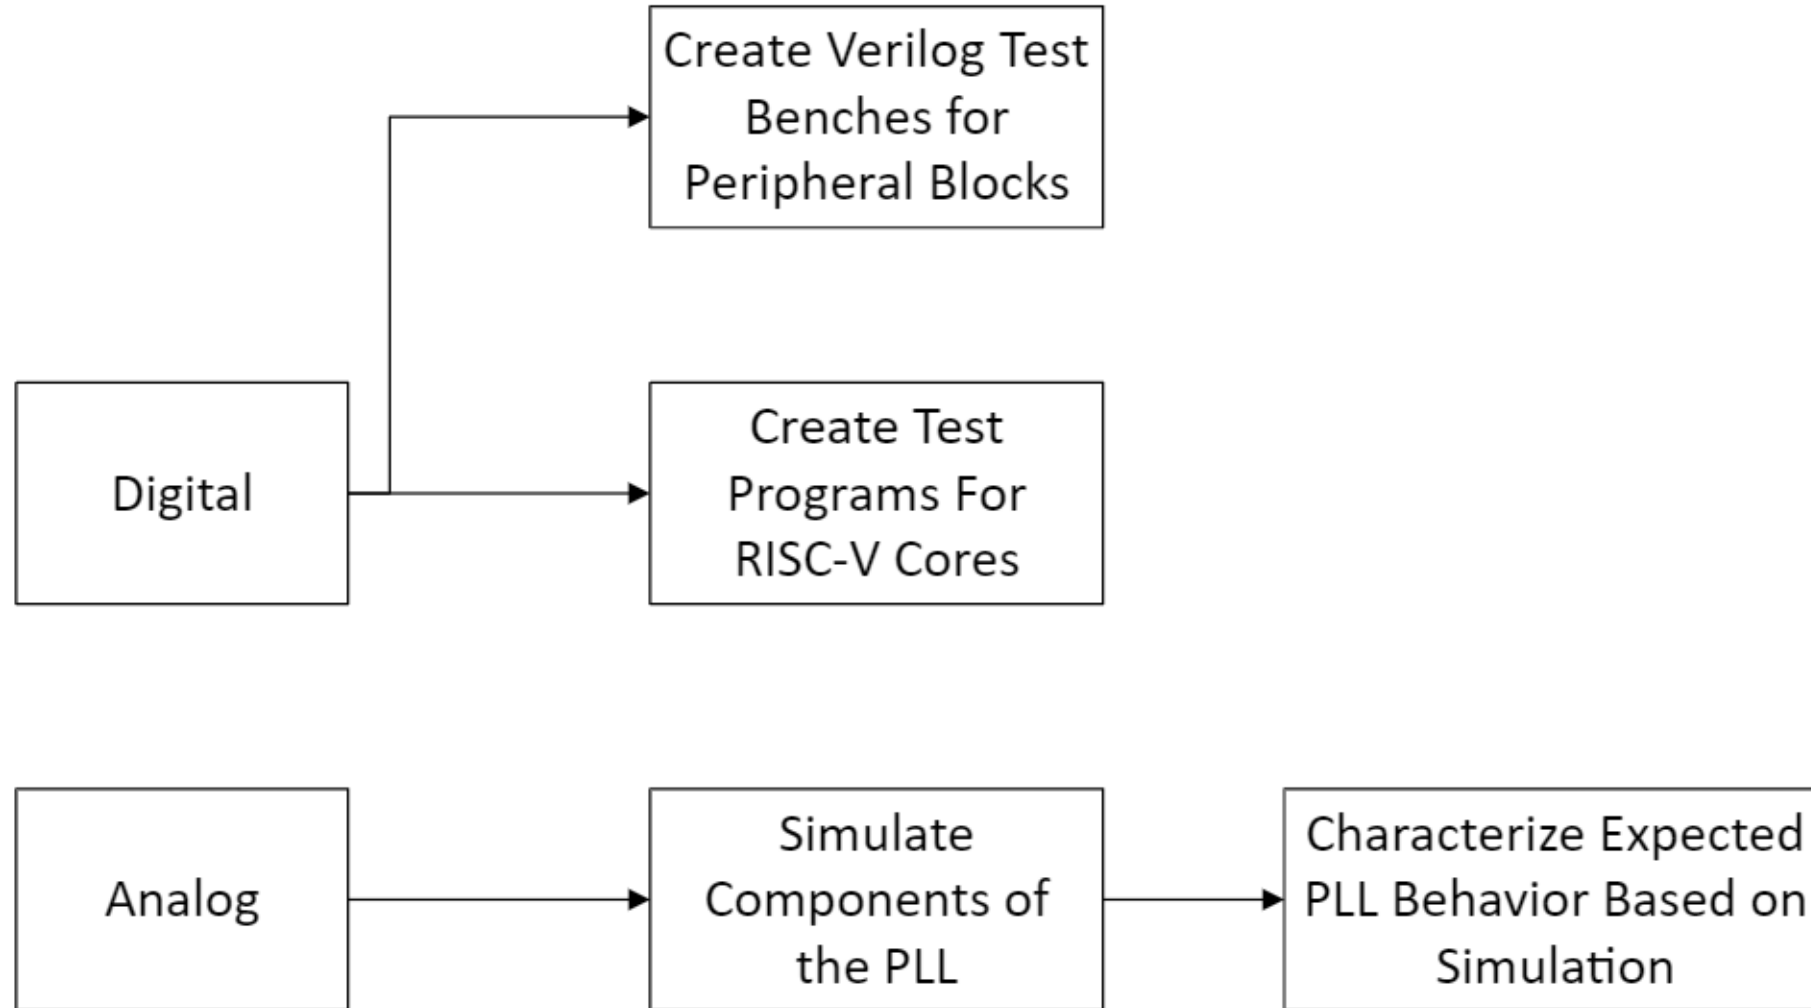 Create Verilog Test
Benches for
Peripheral Blocks
Digital
Create Test
Programs For
RISC-V Cores
Analog
Simulate
Components of
the PLL
Characterize Expected
PLL Behavior Based on
Simulation